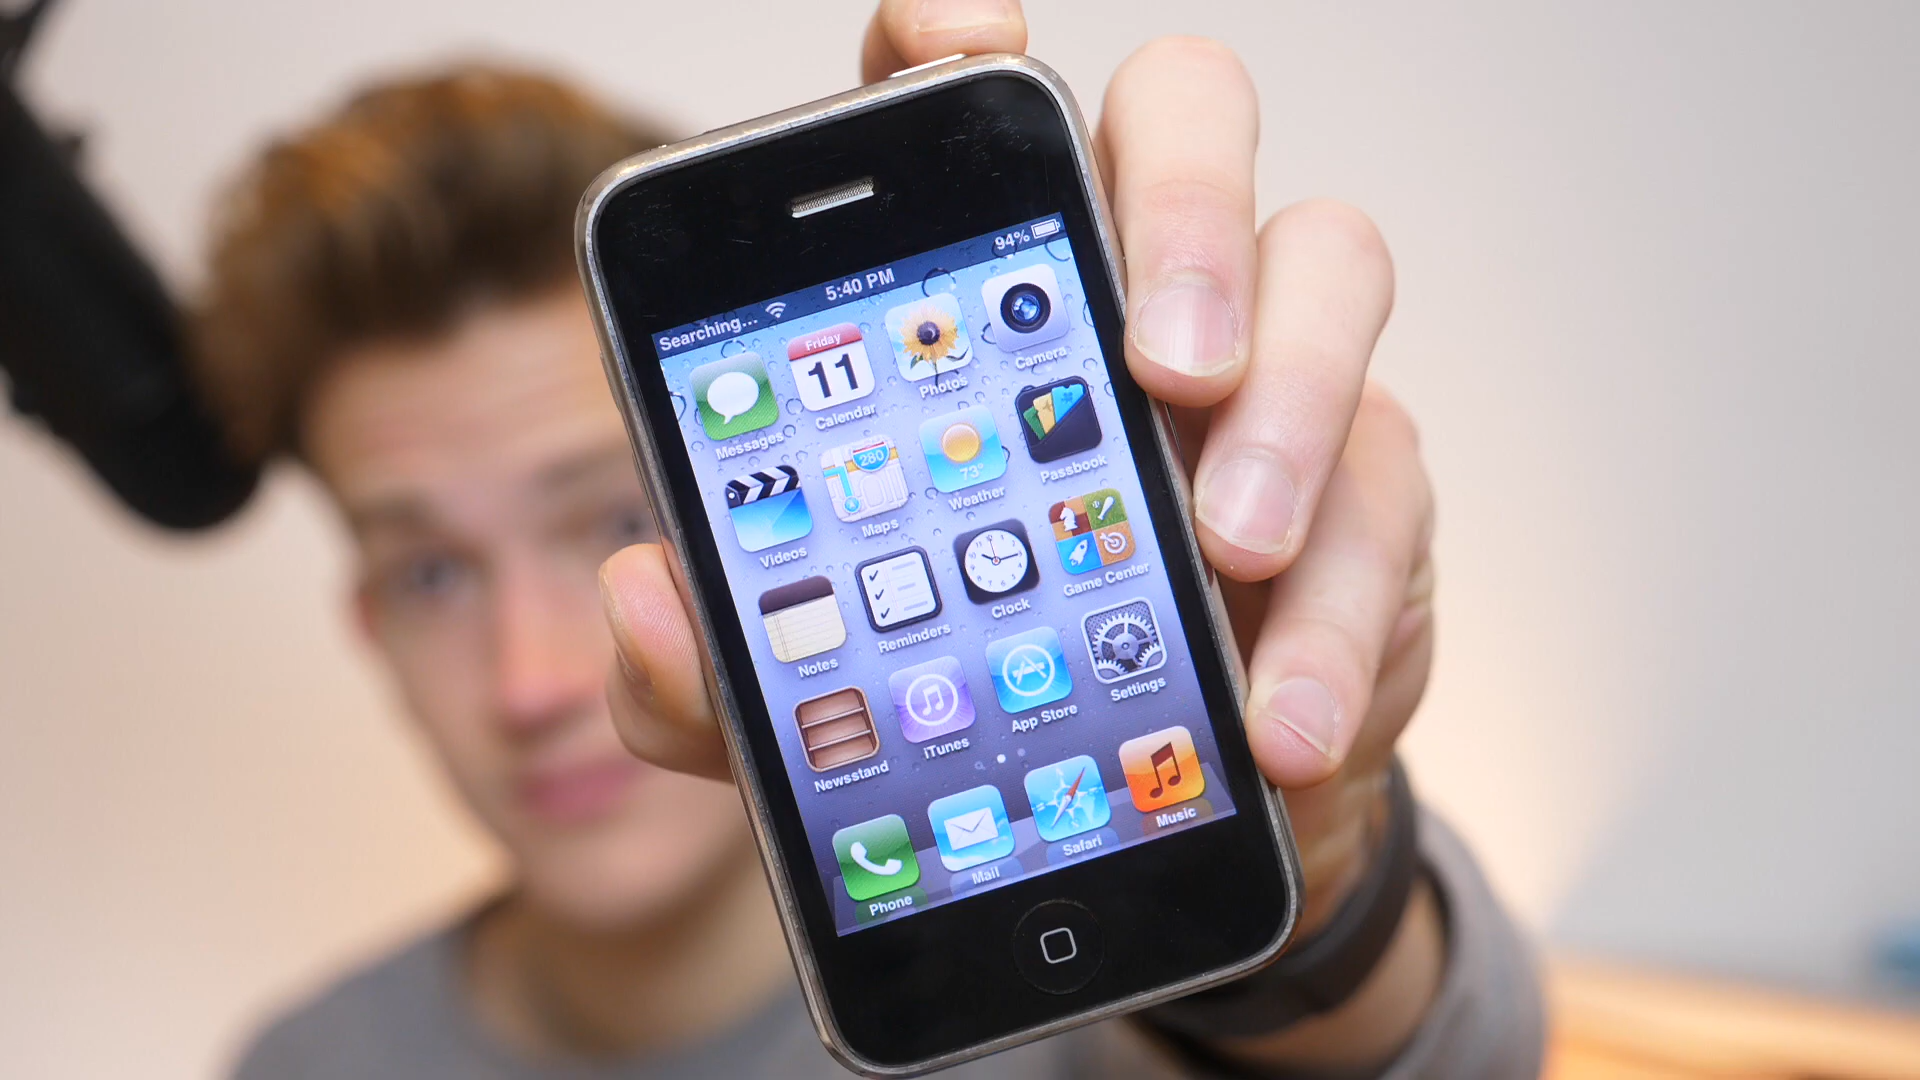 Searching... 5:40 PM 94%
Friday
11
Messages Calendar Photos Camera
280
73°
Videos Maps Weather Passbook
Notes Reminders Clock Game Center
Newsstand iTunes App Store Settings
Phone Mail Safari Music